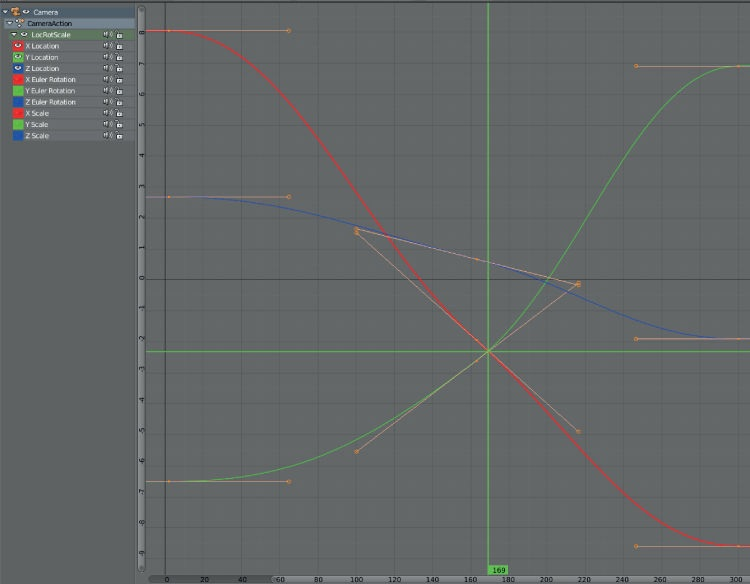 Camera
CameraAction
LocRotScale
X Location
Y Location
Z Location
X Euler Rotation
Y Euler Rotation
Z Euler Rotation
X Scale
Y Scale
Z Scale
8
7
6
5
4
3
2
1
0
-1
-2
-3
-4
-5
-6
-7
-8
-9
169
0 20 40 60 80 100 120 140 160 180 200 220 240 260 280 300